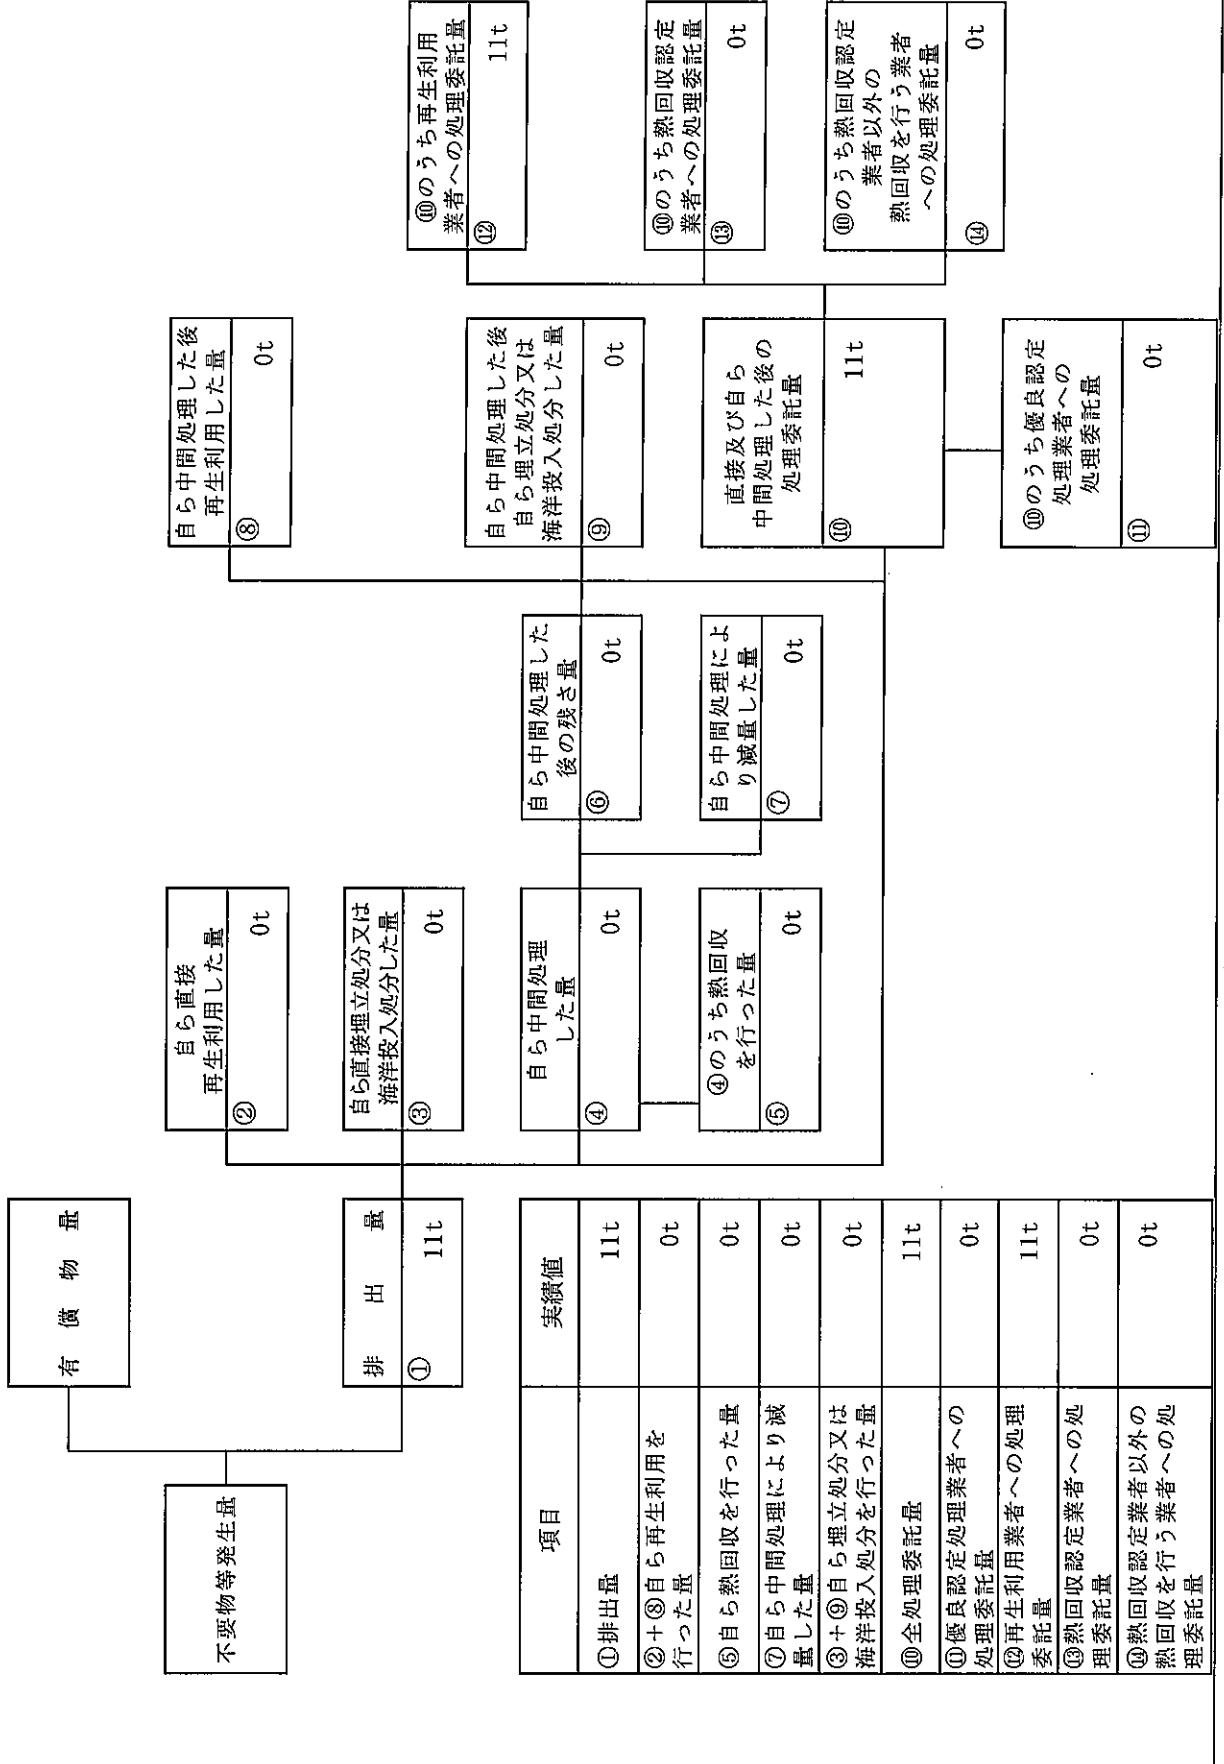 不要物等発生量
有償物量
排出量
① 11t
自ら直接
再生利用した量
② 0t
自ら直接埋立処分又は
海洋投入処分した量
③ 0t
自ら中間処理
した量
④ 0t
④のうち熱回収
を行った量
⑤ 0t
自ら中間処理した
後の残さ量
⑥ 0t
自ら中間処理によ
り減量した量
⑦ 0t
自ら中間処理した後
再生利用した量
⑧ 0t
自ら中間処理した後
自ら埋立処分又は
海洋投入処分した量
⑨ 0t
直接及び自ら
中間処理した後の
処理委託量
⑩ 11t
⑩のうち優良認定
処理業者への
処理委託量
⑪ 0t
⑩のうち再生利用
業者への処理委託量
⑫ 11t
⑩のうち熱回収認定
業者への処理委託量
⑬ 0t
⑩のうち熱回収認定
業者以外の
熱回収を行う業者
への処理委託量
⑭ 0t
項目 実績値
①排出量 11t
②+⑧自ら再生利用を
行った量 0t
⑤自ら熱回収を行った量 0t
⑦自ら中間処理により減
量した量 0t
③+⑨自ら埋立処分又は
海洋投入処分を行った量 0t
⑩全処理委託量 11t
⑪優良認定処理業者への
処理委託量 0t
⑫再生利用業者への処理
委託量 11t
⑬熱回収認定業者への処
理委託量 0t
⑭熱回収認定業者以外の
熱回収を行う業者への処
理委託量 0t